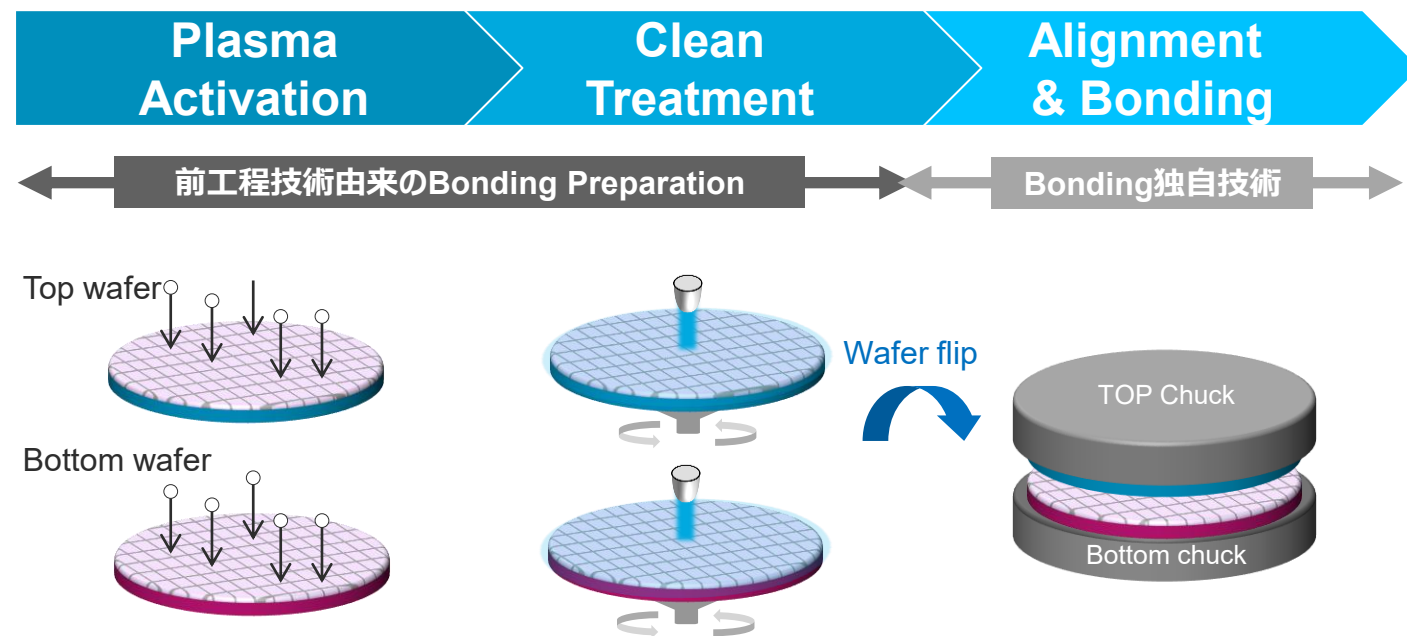 Plasma
Activation
Clean
Treatment
Alignment
& Bonding
前工程技術由来のBonding Preparation
Bonding独自技術
Top wafer
Wafer flip
TOP Chuck
Bottom wafer
Bottom chuck